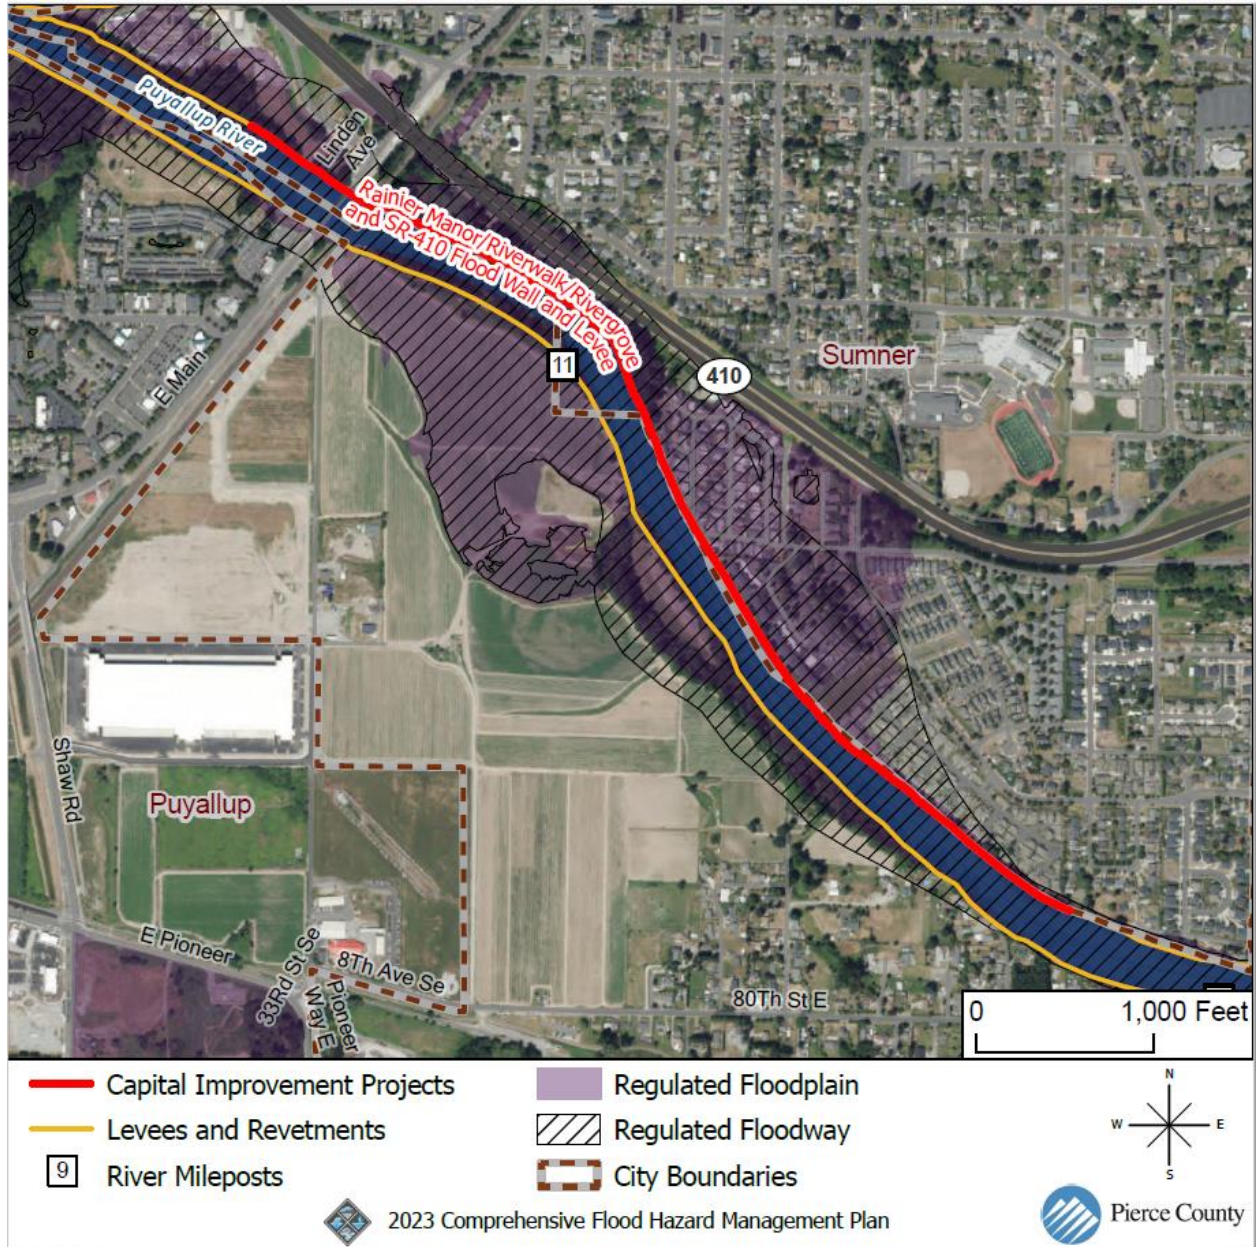 Puyallup River
Linden
Ave
Rainier Manor/Riverwalk/Rivergrove
and SR-410 Flood Wall and Levee
11
410
Sumner
E Main
Shaw Rd
Puyallup
E Pioneer
33Rd St Se
8Th Ave Se
Pioneer
Way E
80Th St E
0 1,000 Feet
Capital Improvement Projects
Levees and Revetments
9 River Mileposts
Regulated Floodplain
Regulated Floodway
City Boundaries
N
W E
S
2023 Comprehensive Flood Hazard Management Plan
Pierce County